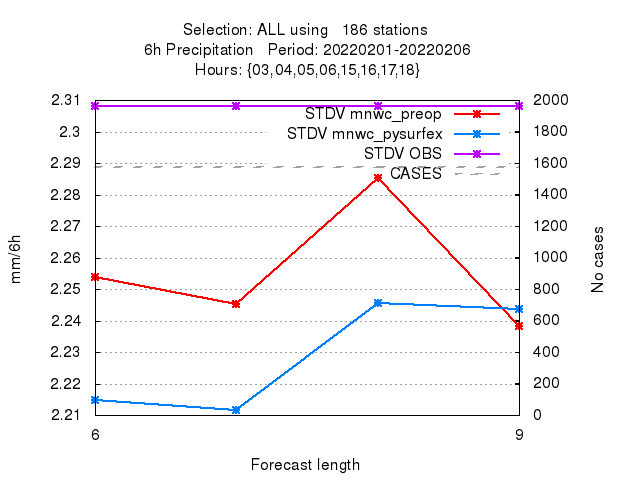 Selection: ALL using 186 stations
6h Precipitation Period: 20220201-20220206
Hours: {03,04,05,06,15,16,17,18}
2.31
2.3
2.29
2.28
2.27
2.26
2.25
2.24
2.23
2.22
2.21
mm/6h
STDV mnwc_preop
STDV mnwc_pysurfex
STDV OBS
CASES
2000
1800
1600
1400
1200
1000
800
600
400
200
0
No cases
6
9
Forecast length